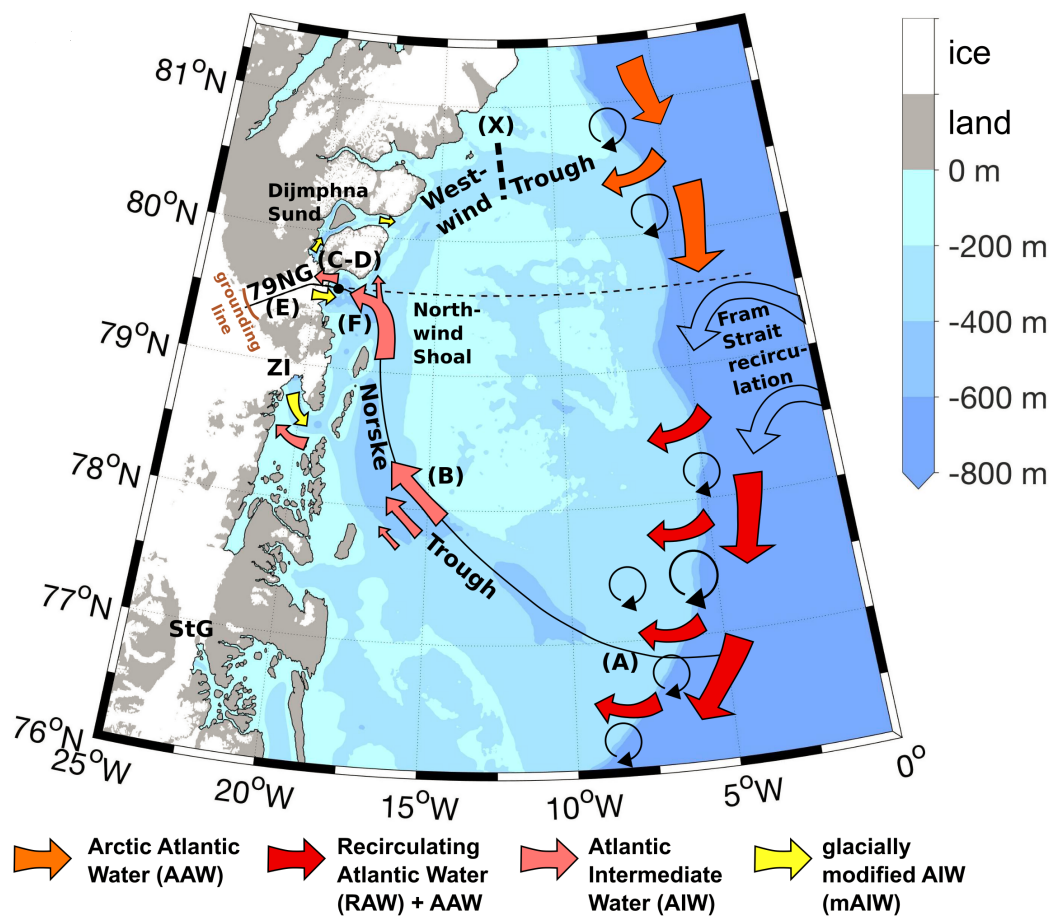 81°N
80°N
79°N
78°N
77°N
76°N
25°W
20°W
15°W
10°W
5°W
0°
(X)
West-
wind
Trough
Dijmphna
Sund
(C-D)
79NG
(E)
grounding
line
(F)
North-
wind
Shoal
Fram
Strait
recircu-
lation
ZI
Norske
(B)
Trough
StG
(A)
ice
land
0 m
-200 m
-400 m
-600 m
-800 m
Arctic Atlantic
Water (AAW)
Recirculating
Atlantic Water
(RAW) + AAW
Atlantic
Intermediate
Water (AIW)
glacially
modified AIW
(mAIW)